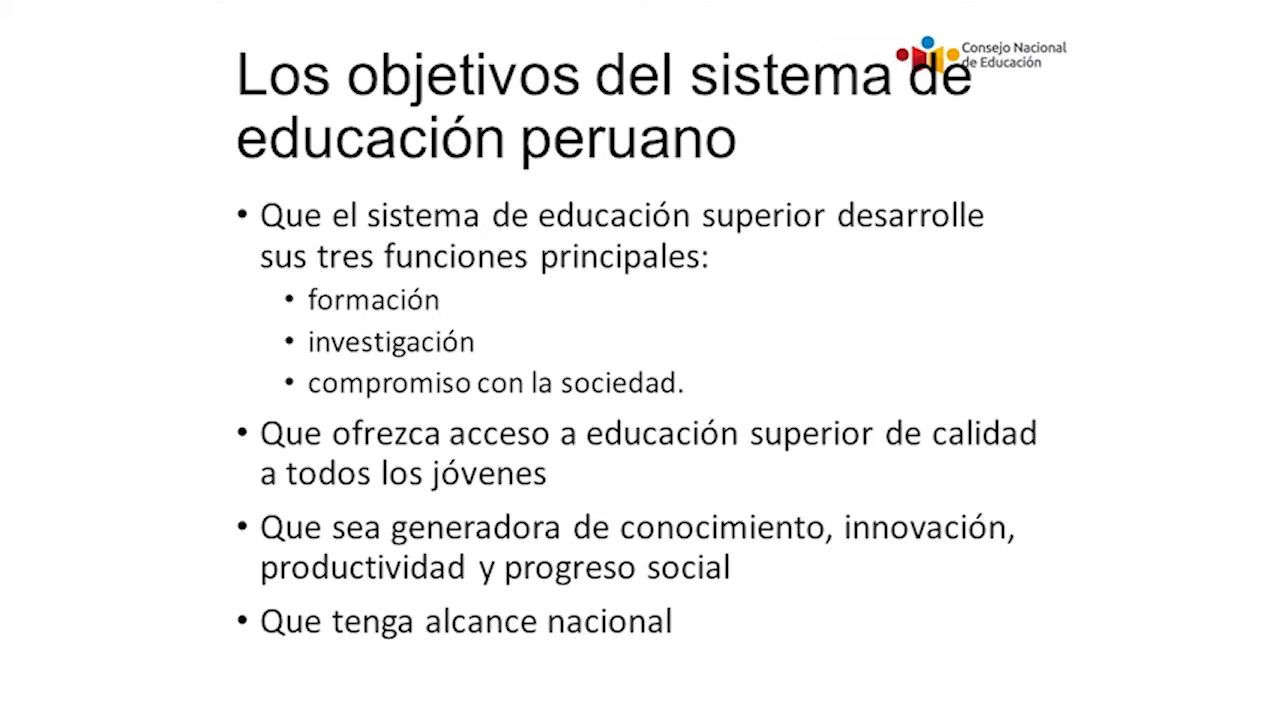 Consejo Nacional
de Educación
Los objetivos del sistema de
educación peruano
• Que el sistema de educación superior desarrolle
sus tres funciones principales:
• formación
• investigación
• compromiso con la sociedad.
• Que ofrezca acceso a educación superior de calidad
a todos los jóvenes
• Que sea generadora de conocimiento, innovación,
productividad y progreso social
• Que tenga alcance nacional